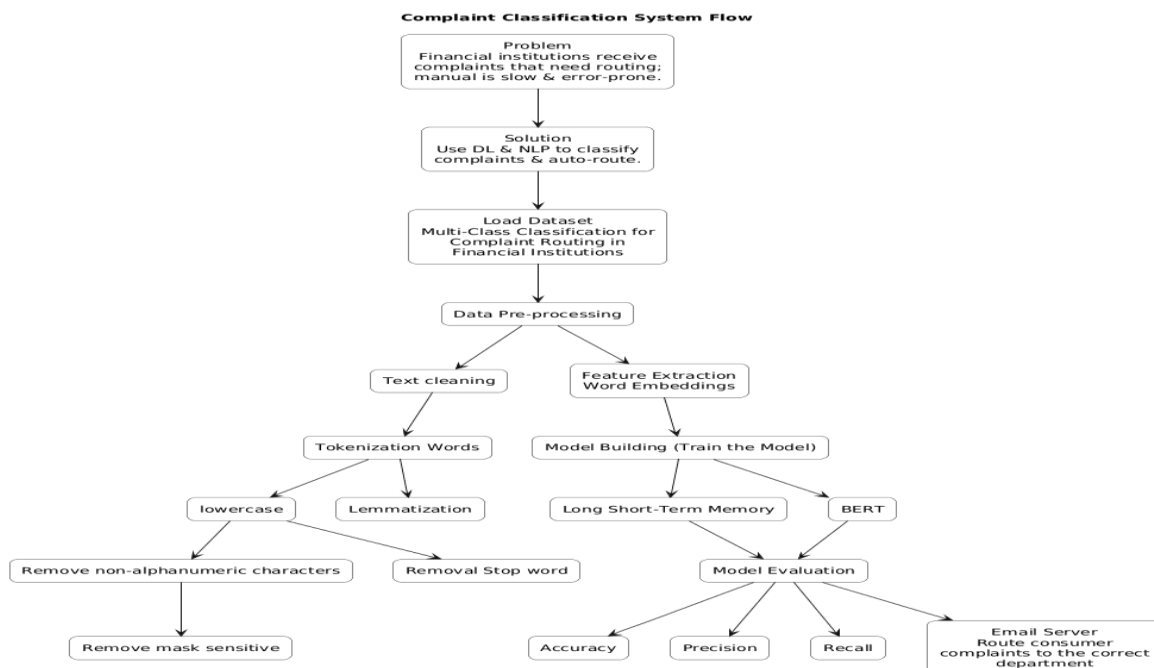 Complaint Classification System Flow
Problem
Financial institutions receive
complaints that need routing;
manual is slow & error-prone.
Solution
Use DL & NLP to classify
complaints & auto-route.
Load Dataset
Multi-Class Classification for
Complaint Routing in
Financial Institutions
Data Pre-processing
Text cleaning
Feature Extraction
Word Embeddings
Tokenization Words
Model Building (Train the Model)
lowercase
Lemmatization
Long Short-Term Memory
BERT
Remove non-alphanumeric characters
Removal Stop word
Model Evaluation
Remove mask sensitive
Accuracy
Precision
Recall
Email Server
Route consumer
complaints to the correct
department